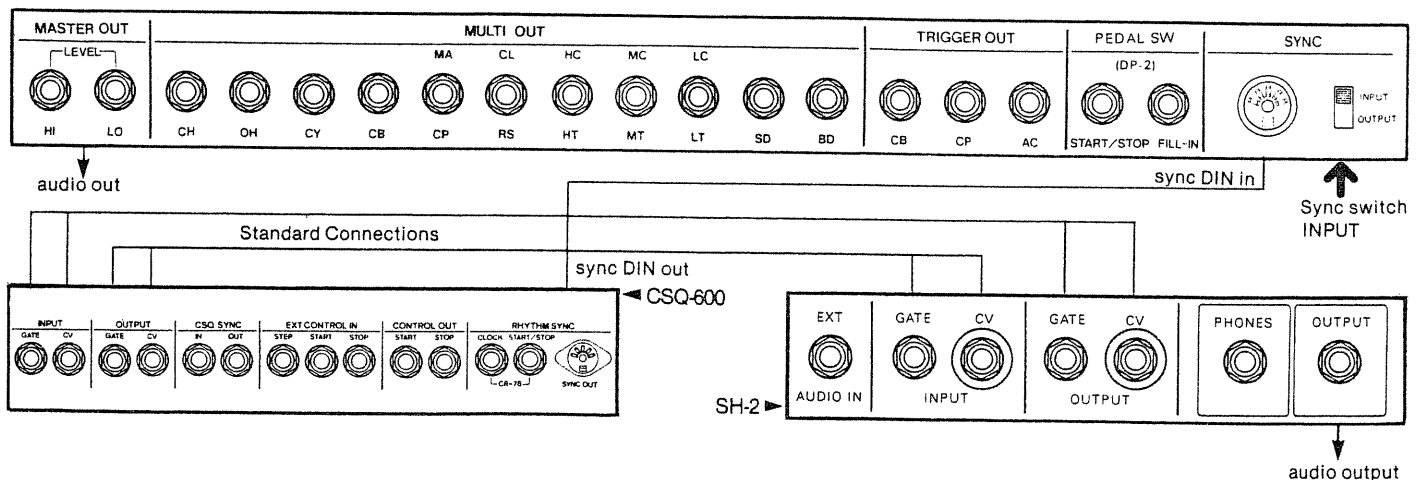 MASTER OUT
LEVEL
HI LO
MULTI OUT
MA CL HC MC LC
CH OH CY CB CP RS HT MT LT SD BD
TRIGGER OUT
CB CP AC
PEDAL SW
(DP-2)
START/STOP FILL-IN
SYNC
INPUT
OUTPUT
audio out
sync DIN in
Sync switch
INPUT
Standard Connections
sync DIN out
CSQ-600
INPUT OUTPUT CSQ SYNC EXT CONTROL IN CONTROL OUT RHYTHM SYNC
GATE CV GATE CV IN OUT STEP START STOP START STOP CLOCK START/STOP
CR-78
SYNC OUT
SH-2
EXT
AUDIO IN
GATE CV
INPUT
GATE CV
OUTPUT
PHONES
OUTPUT
audio output